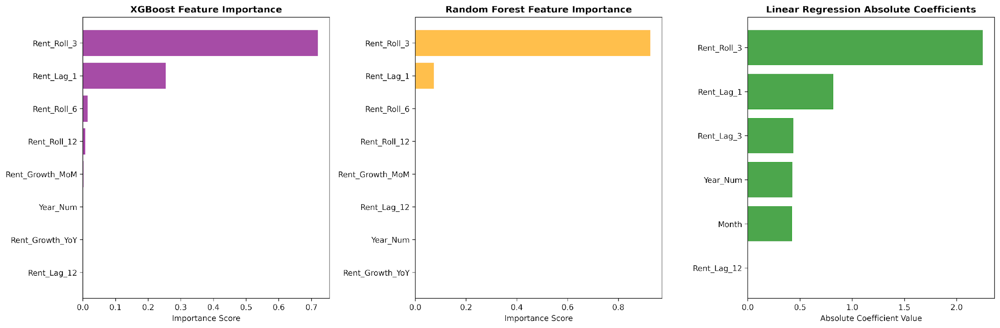 XGBoost Feature Importance
Rent_Roll_3
Rent_Lag_1
Rent_Roll_6
Rent_Roll_12
Rent_Growth_MoM
Year_Num
Rent_Growth_YoY
Rent_Lag_12
0.0 0.1 0.2 0.3 0.4 0.5 0.6 0.7
Importance Score
Random Forest Feature Importance
Rent_Roll_3
Rent_Lag_1
Rent_Roll_6
Rent_Roll_12
Rent_Growth_MoM
Rent_Lag_12
Year_Num
Rent_Growth_YoY
0.0 0.2 0.4 0.6 0.8
Importance Score
Linear Regression Absolute Coefficients
Rent_Roll_3
Rent_Lag_1
Rent_Lag_3
Year_Num
Month
Rent_Lag_12
0.0 0.5 1.0 1.5 2.0
Absolute Coefficient Value